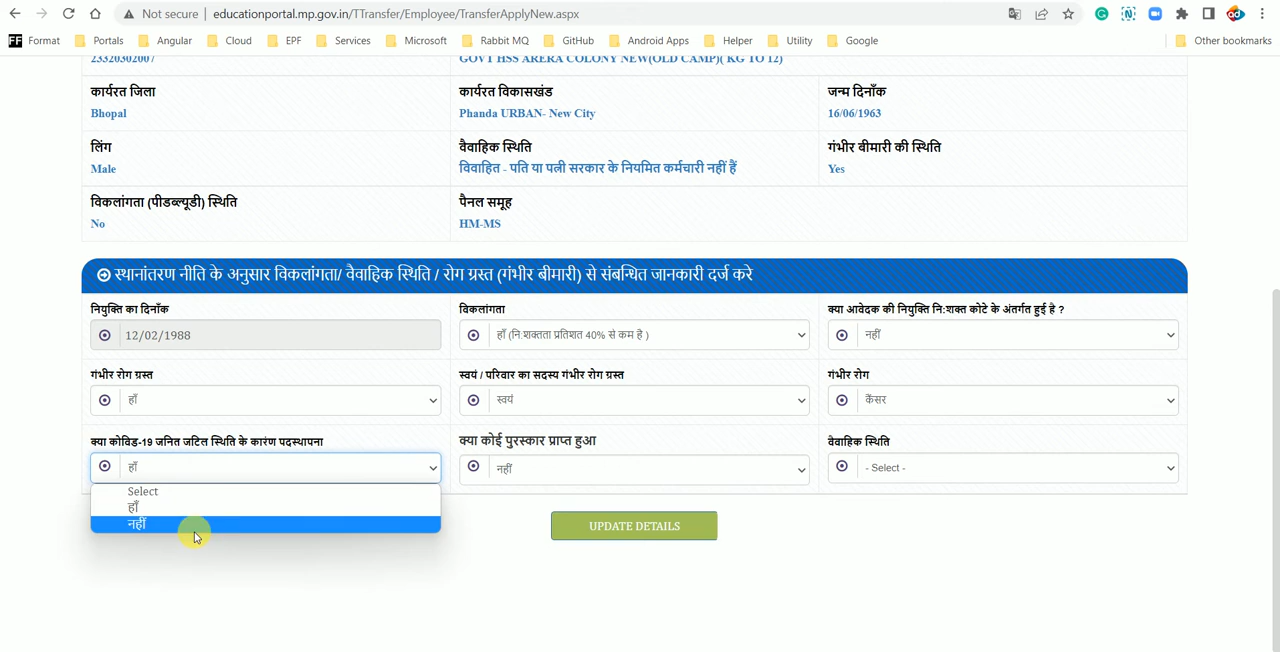 Not secure | educationportal.mp.gov.in/TTransfer/Employee/TransferApplyNew.aspx
FF Format Portals Angular Cloud EPF Services Microsoft Rabbit MQ GitHub Android Apps Helper Utility Google Other bookmarks
23320302007 GOVT HSS ARERA COLONY NEW(OLD CAMP)( KG TO 12)
कार्यरत जिला कार्यरत विकासखंड जन्म दिनाँक
Bhopal Phanda URBAN- New City 16/06/1963
लिंग वैवाहिक स्थिति गंभीर बीमारी की स्थिति
Male विवाहित - पति या पत्नी सरकार के नियमित कर्मचारी नहीं हैं Yes
विकलांगता (पीडब्ल्यूडी) स्थिति पैनल समूह
No HM-MS
स्थानांतरण नीति के अनुसार विकलांगता/ वैवाहिक स्थिति / रोग ग्रस्त (गंभीर बीमारी) से संबन्धित जानकारी दर्ज करे
नियुक्ति का दिनाँक विकलांगता क्या आवेदक की नियुक्ति नि:शक्त कोटे के अंतर्गत हुई है ?
12/02/1988 हाँ (नि:शक्तता प्रतिशत 40% से कम है ) नहीं
गंभीर रोग ग्रस्त स्वयं / परिवार का सदस्य गंभीर रोग ग्रस्त गंभीर रोग
हाँ स्वयं कैंसर
क्या कोविड-19 जनित जटिल स्थिति के कारण पदस्थापना क्या कोई पुरस्कार प्राप्त हुआ वैवाहिक स्थिति
हाँ नहीं - Select -
Select
हाँ
नहीं
UPDATE DETAILS